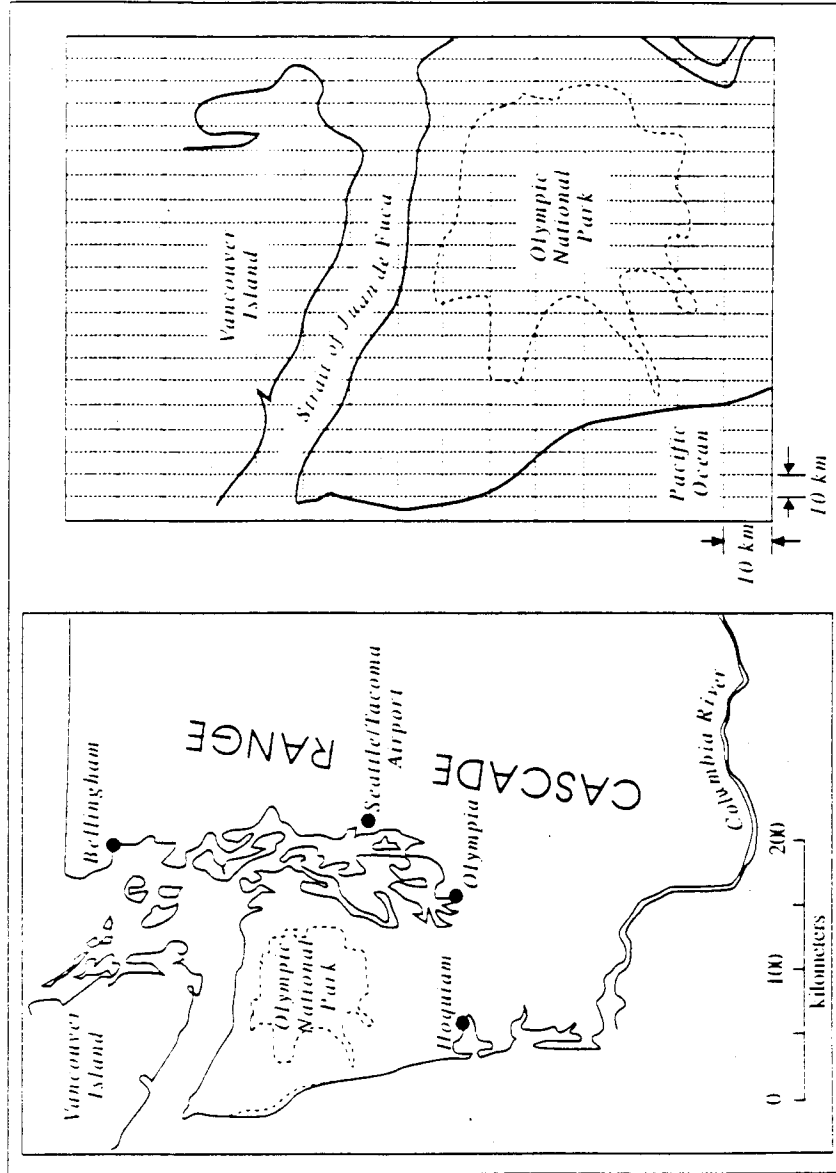 Vancouver
Island
Bellingham
RANGE
Seattle/Tacoma
Airport
CASCADE
Olympic
National
Park
Olympia
Hoquiam
Columbia River
0
100
200
kilometers
Vancouver
Island
Strait of Juan de Fuca
Olympic
National
Park
Pacific
Ocean
10 km
10 km